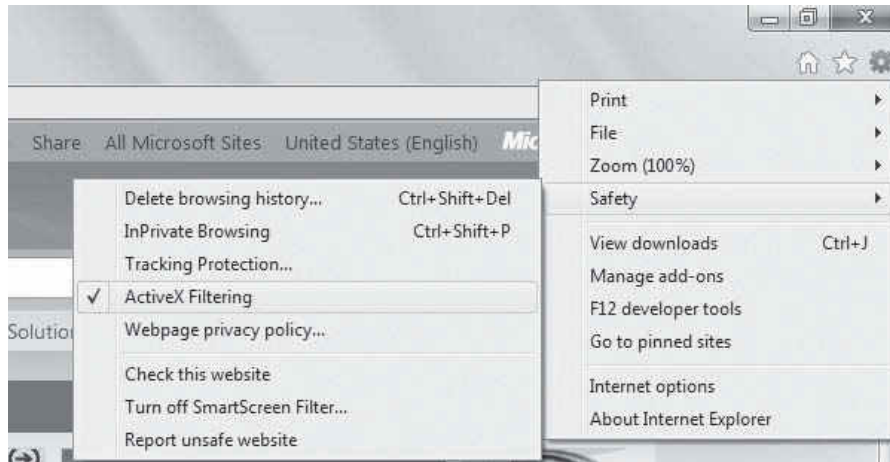 Share All Microsoft Sites United States (English) Mic
Print
File
Zoom (100%)
Safety
View downloads Ctrl+J
Manage add-ons
F12 developer tools
Go to pinned sites
Internet options
About Internet Explorer
Delete browsing history... Ctrl+Shift+Del
InPrivate Browsing Ctrl+Shift+P
Tracking Protection...
ActiveX Filtering
Webpage privacy policy...
Check this website
Turn off SmartScreen Filter...
Report unsafe website
Solution